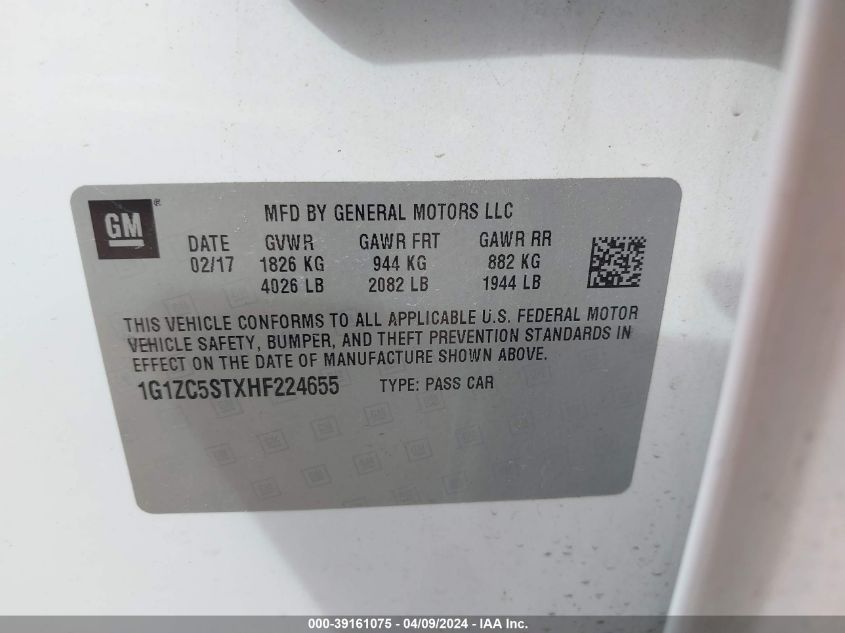 GM ®
MFD BY GENERAL MOTORS LLC
DATE GVWR GAWR FRT GAWR RR
02/17 1826 KG 944 KG 882 KG
4026 LB 2082 LB 1944 LB
THIS VEHICLE CONFORMS TO ALL APPLICABLE U.S. FEDERAL MOTOR
VEHICLE SAFETY, BUMPER, AND THEFT PREVENTION STANDARDS IN
EFFECT ON THE DATE OF MANUFACTURE SHOWN ABOVE.
1G1ZC5STXHF224655 TYPE: PASS CAR
000-39161075 - 04/09/2024 - IAA Inc.